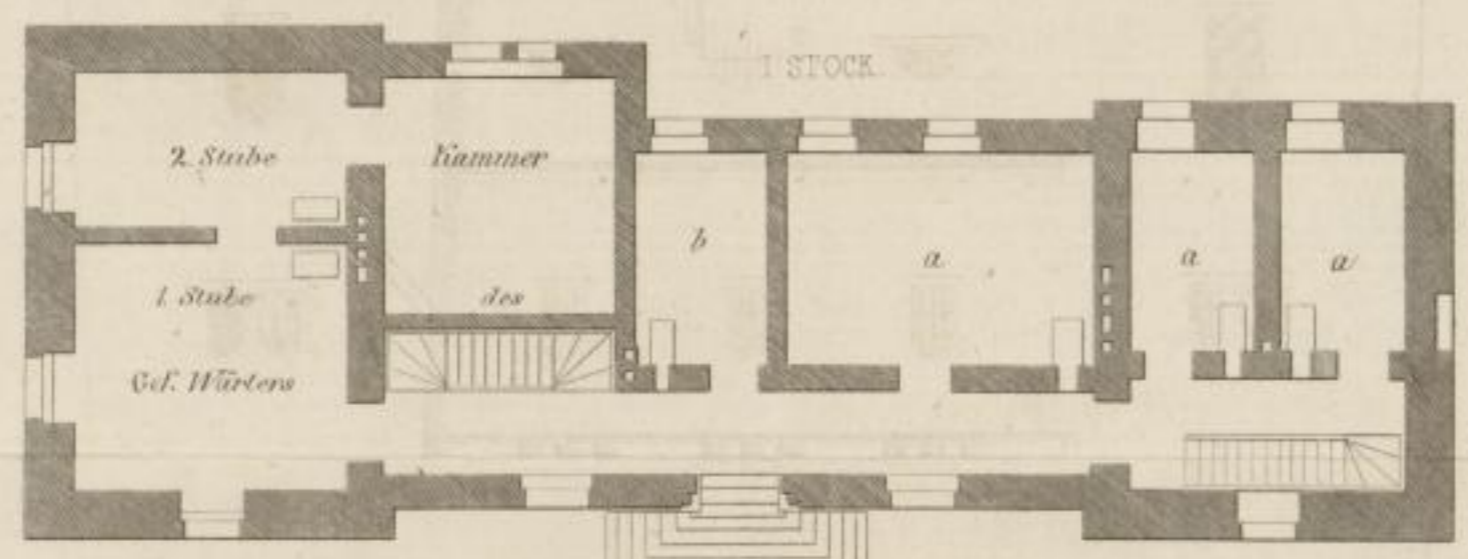 I STOCK.
2. Stube
Kammer
b
a
a
a
1. Stube
des
Gef. Wärters